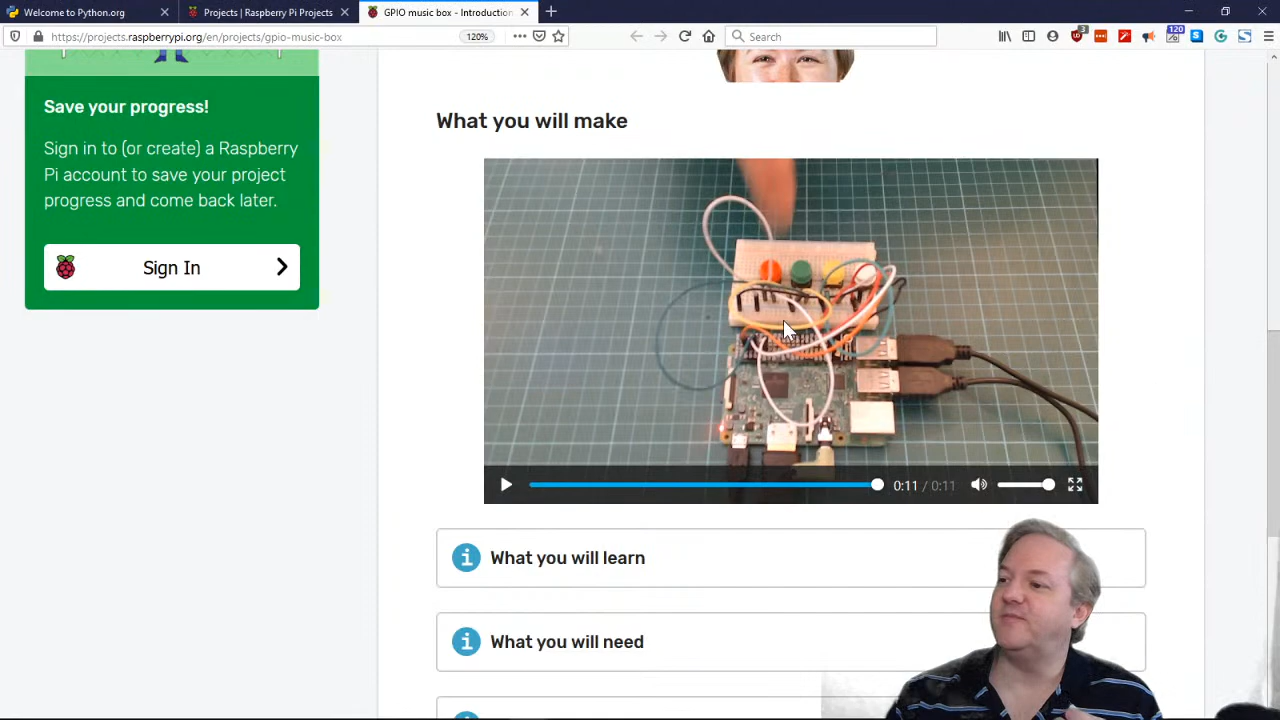 Welcome to Python.org
Projects | Raspberry Pi Projects
GPIO music box - Introduction
https://projects.raspberrypi.org/en/projects/gpio-music-box
120%
Search
3
120
Save your progress!
Sign in to (or create) a Raspberry
Pi account to save your project
progress and come back later.
Sign In
What you will make
0:11 / 0:11
What you will learn
What you will need